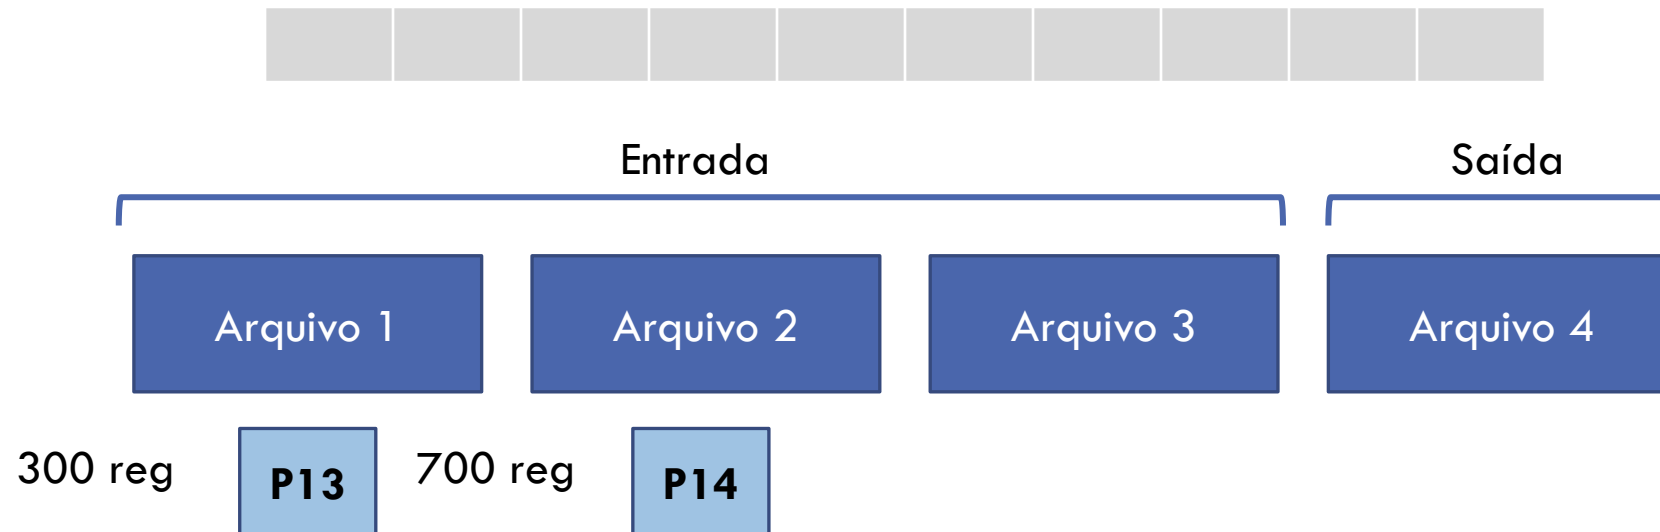 Entrada Saída
Arquivo 1 Arquivo 2 Arquivo 3 Arquivo 4
300 reg P13 700 reg P14